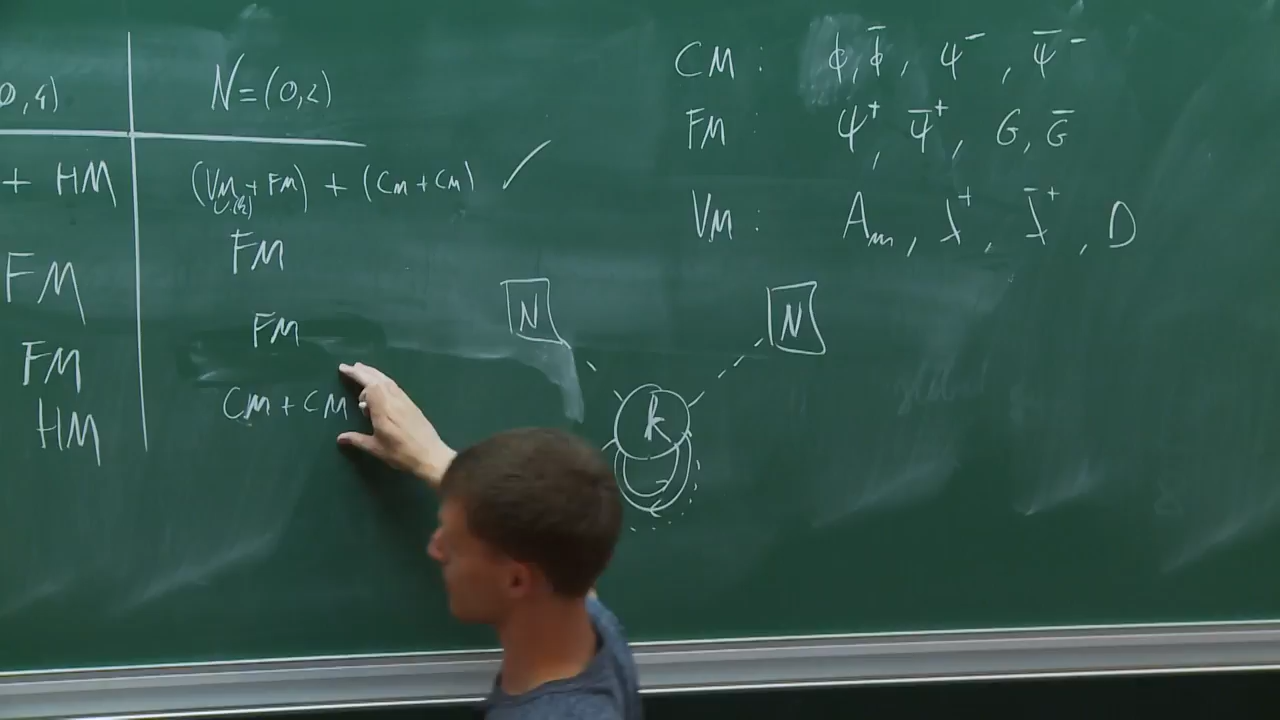 0,4) N=(0,2)
+ HM (VM U(k) + FM) + (CM+CM) ✓
FM FM
FM FM
HM CM+CM
CM: ϕ, ϕ̄, ψ⁻, ψ̄⁻
FM: ψ⁺, ψ̄⁺, G, Ḡ
VM: Aₘ, λ⁺, λ̄⁺, D
N N
k